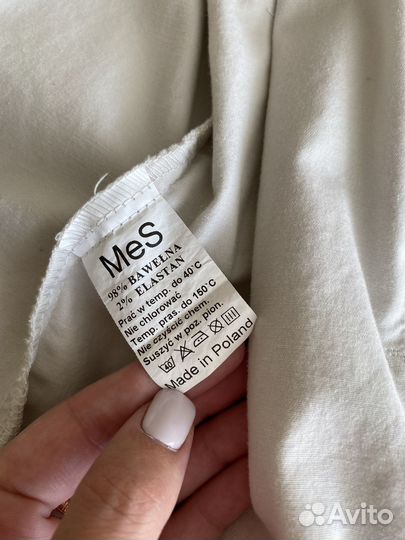 MeS
98% BAWEŁNA
2% ELASTAN
Prać w temp. do 40°C
Nie chlorować
Temp. pras. do 150°C
Nie czyścić chem.
Suszyć w poz. pion.
40
Made in Poland
Avito